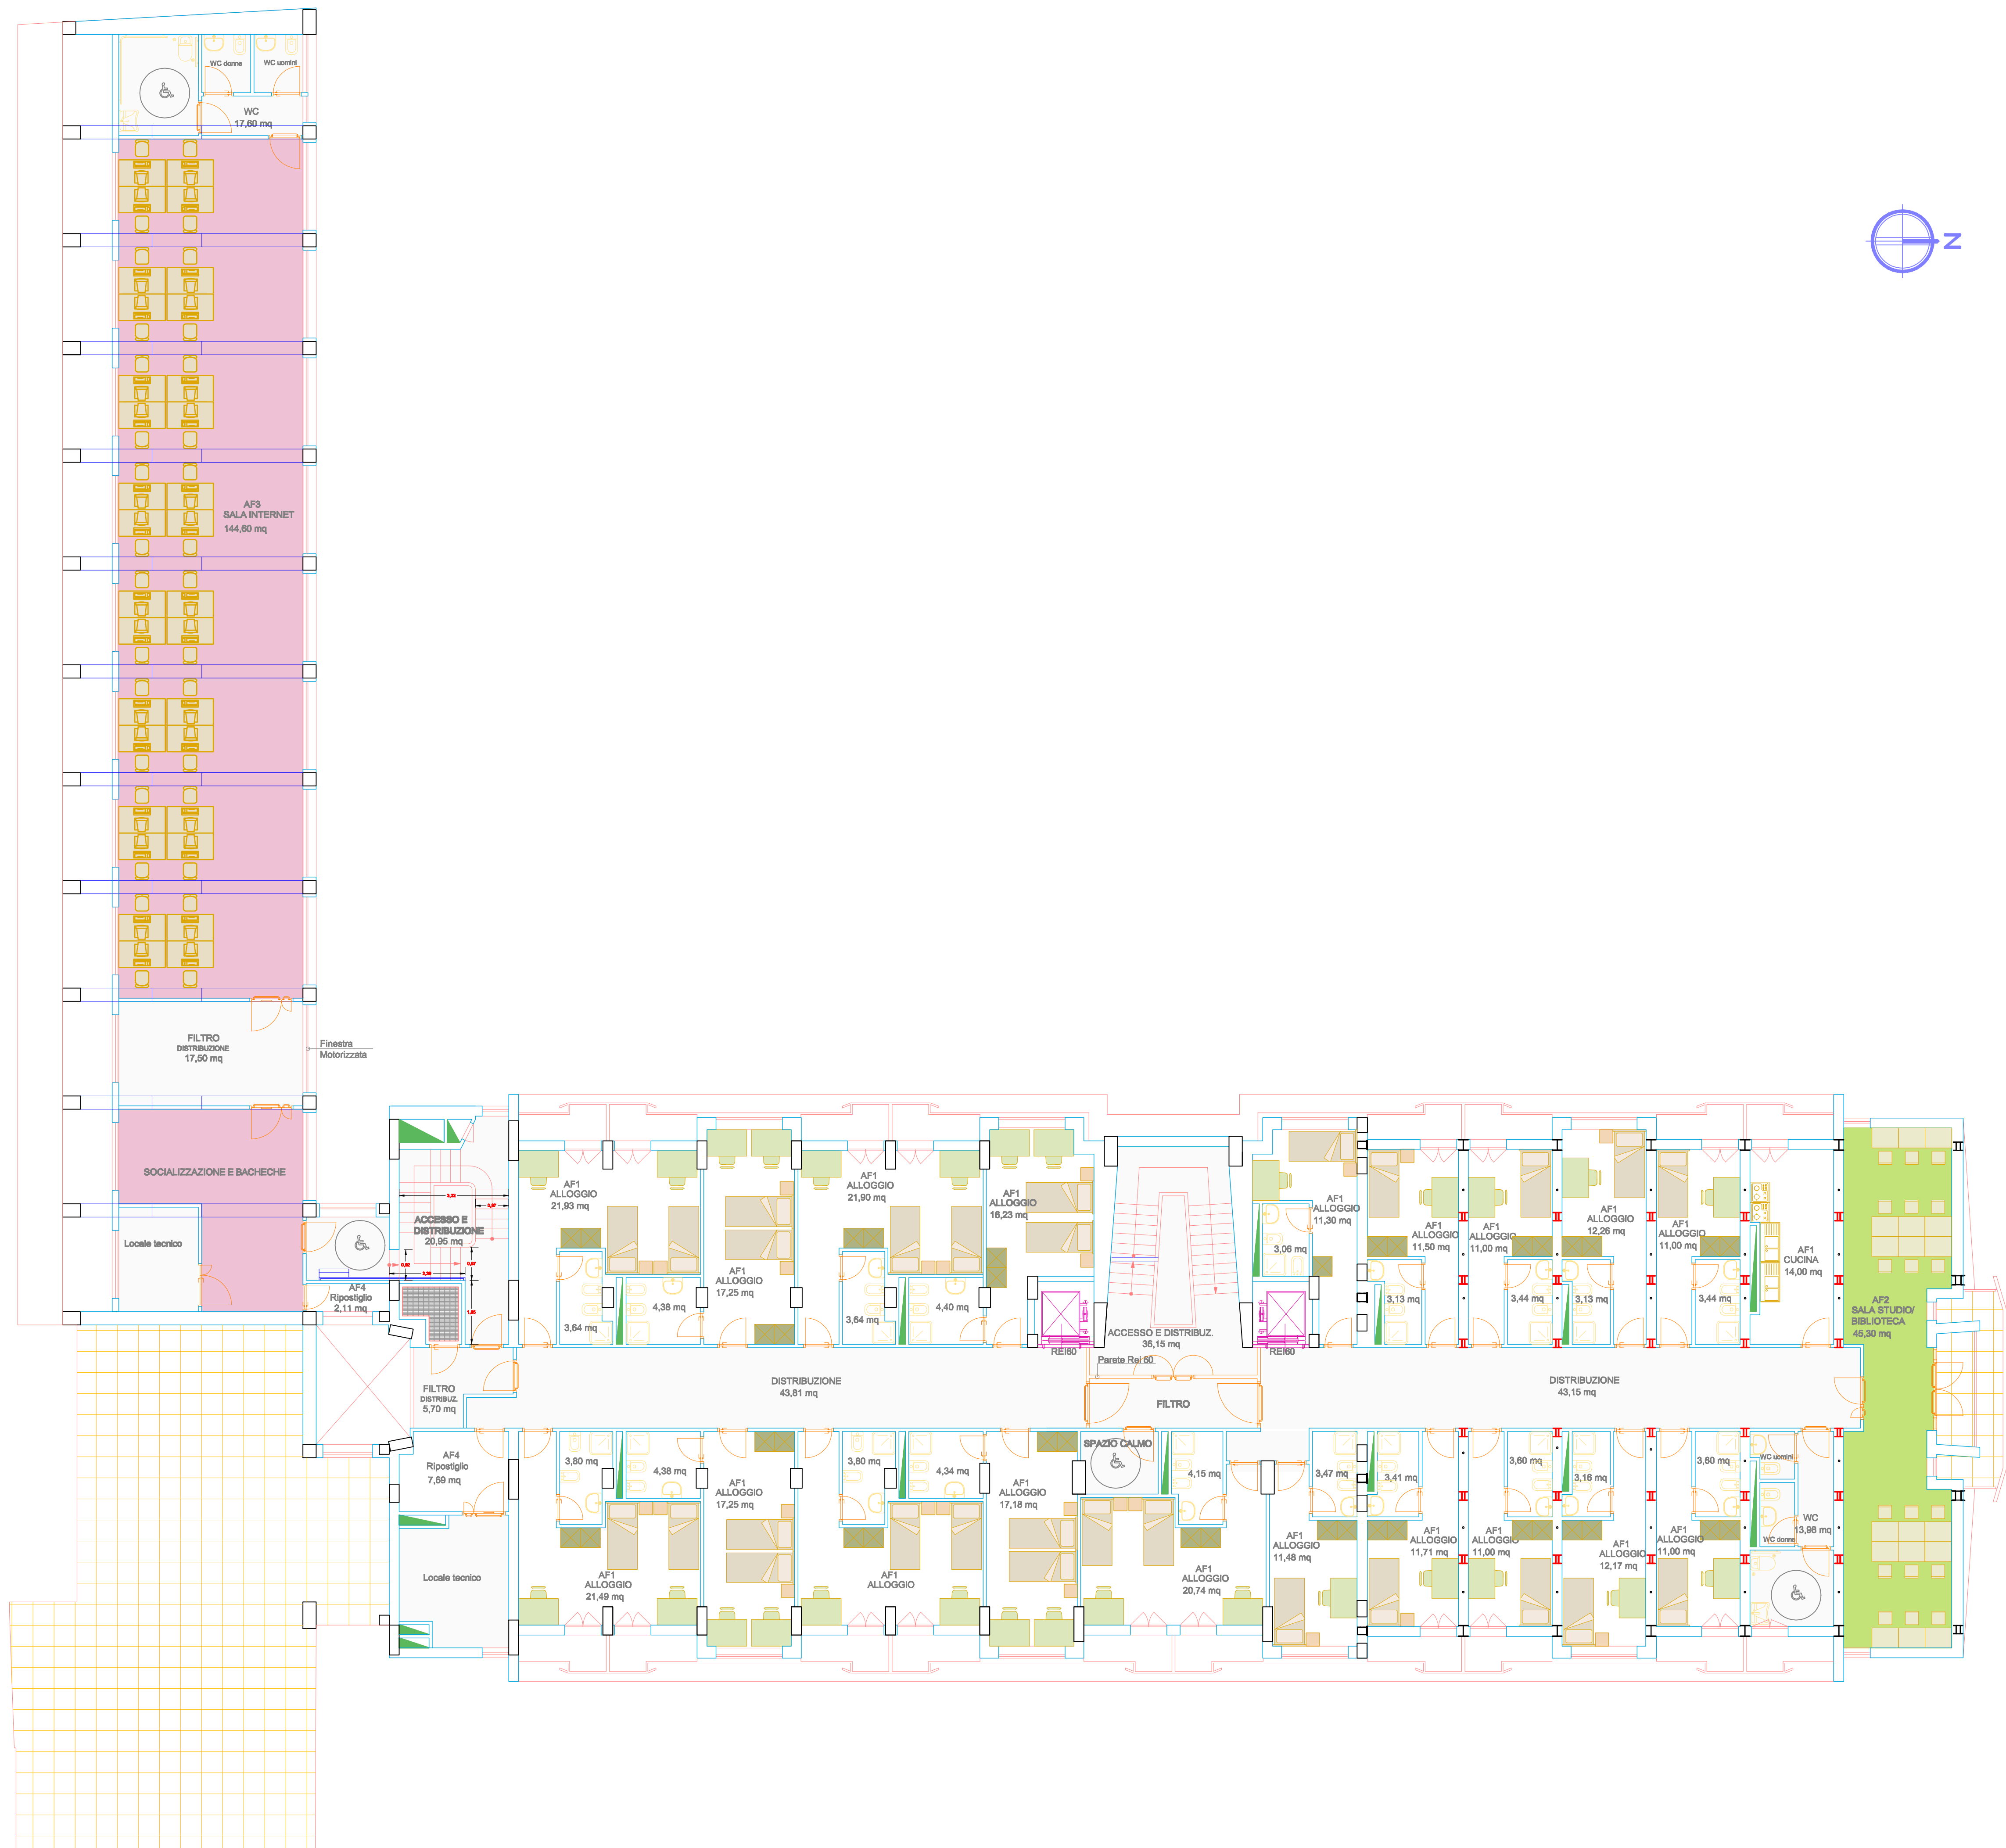 WC donne
WC uomini
WC
17,60 mq
N
AF3
SALA INTERNET
144,60 mq
FILTRO
DISTRIBUZIONE
17,50 mq
Finestra
Motorizzata
SOCIALIZZAZIONE E BACHECHE
Locale tecnico
AF4
Ripostiglio
2,11 mq
3,32
0,97
ACCESSO E
DISTRIBUZIONE
20,95 mq
2,36
0,97
AF1
ALLOGGIO
21,93 mq
3,64 mq
4,38 mq
AF1
ALLOGGIO
17,25 mq
AF1
ALLOGGIO
21,90 mq
3,64 mq
4,40 mq
AF1
ALLOGGIO
16,23 mq
REI60
ACCESSO E DISTRIBUZ.
36,15 mq
Parete Rei 60
REI60
3,06 mq
AF1
ALLOGGIO
11,30 mq
AF1
ALLOGGIO
11,50 mq
3,13 mq
AF1
ALLOGGIO
11,00 mq
3,44 mq
AF1
ALLOGGIO
12,26 mq
3,13 mq
AF1
ALLOGGIO
11,00 mq
3,44 mq
AF1
CUCINA
14,00 mq
AF2
SALA STUDIO/
BIBLIOTECA
45,30 mq
FILTRO
DISTRIBUZ.
5,70 mq
DISTRIBUZIONE
43,81 mq
FILTRO
DISTRIBUZIONE
43,15 mq
AF4
Ripostiglio
7,69 mq
Locale tecnico
3,80 mq
4,38 mq
AF1
ALLOGGIO
21,49 mq
AF1
ALLOGGIO
17,25 mq
3,80 mq
4,34 mq
AF1
ALLOGGIO
AF1
ALLOGGIO
17,18 mq
SPAZIO CALMO
4,15 mq
AF1
ALLOGGIO
20,74 mq
3,47 mq
AF1
ALLOGGIO
11,48 mq
3,41 mq
AF1
ALLOGGIO
11,71 mq
3,60 mq
AF1
ALLOGGIO
11,00 mq
3,16 mq
AF1
ALLOGGIO
12,17 mq
3,60 mq
AF1
ALLOGGIO
11,00 mq
WC uomini
WC donne
WC
13,98 mq